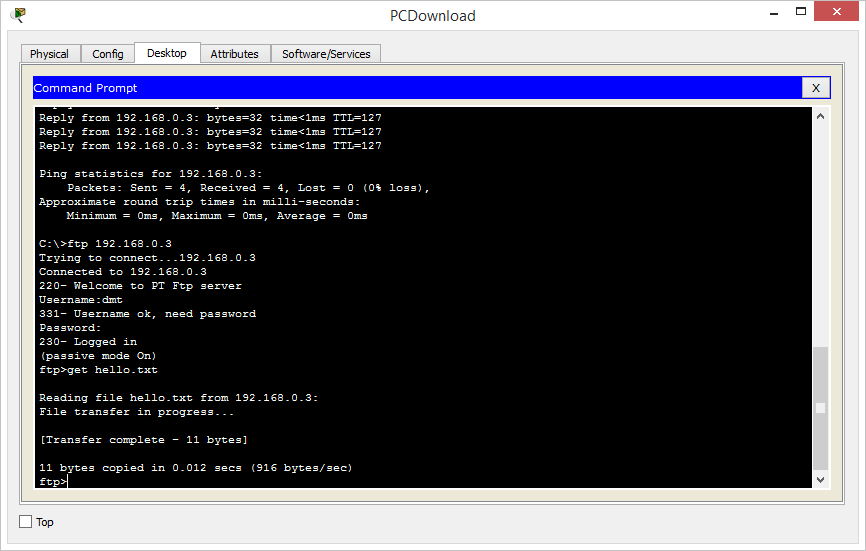 PCDownload
Physical Config Desktop Attributes Software/Services
Command Prompt X
Reply from 192.168.0.3: bytes=32 time<1ms TTL=127
Reply from 192.168.0.3: bytes=32 time<1ms TTL=127
Reply from 192.168.0.3: bytes=32 time<1ms TTL=127
Ping statistics for 192.168.0.3:
Packets: Sent = 4, Received = 4, Lost = 0 (0% loss),
Approximate round trip times in milli-seconds:
Minimum = 0ms, Maximum = 0ms, Average = 0ms
C:\>ftp 192.168.0.3
Trying to connect...192.168.0.3
Connected to 192.168.0.3
220- Welcome to PT Ftp server
Username:dmt
331- Username ok, need password
Password:
230- Logged in
(passive mode On)
ftp>get hello.txt
Reading file hello.txt from 192.168.0.3:
File transfer in progress...
[Transfer complete - 11 bytes]
11 bytes copied in 0.012 secs (916 bytes/sec)
ftp>
Top